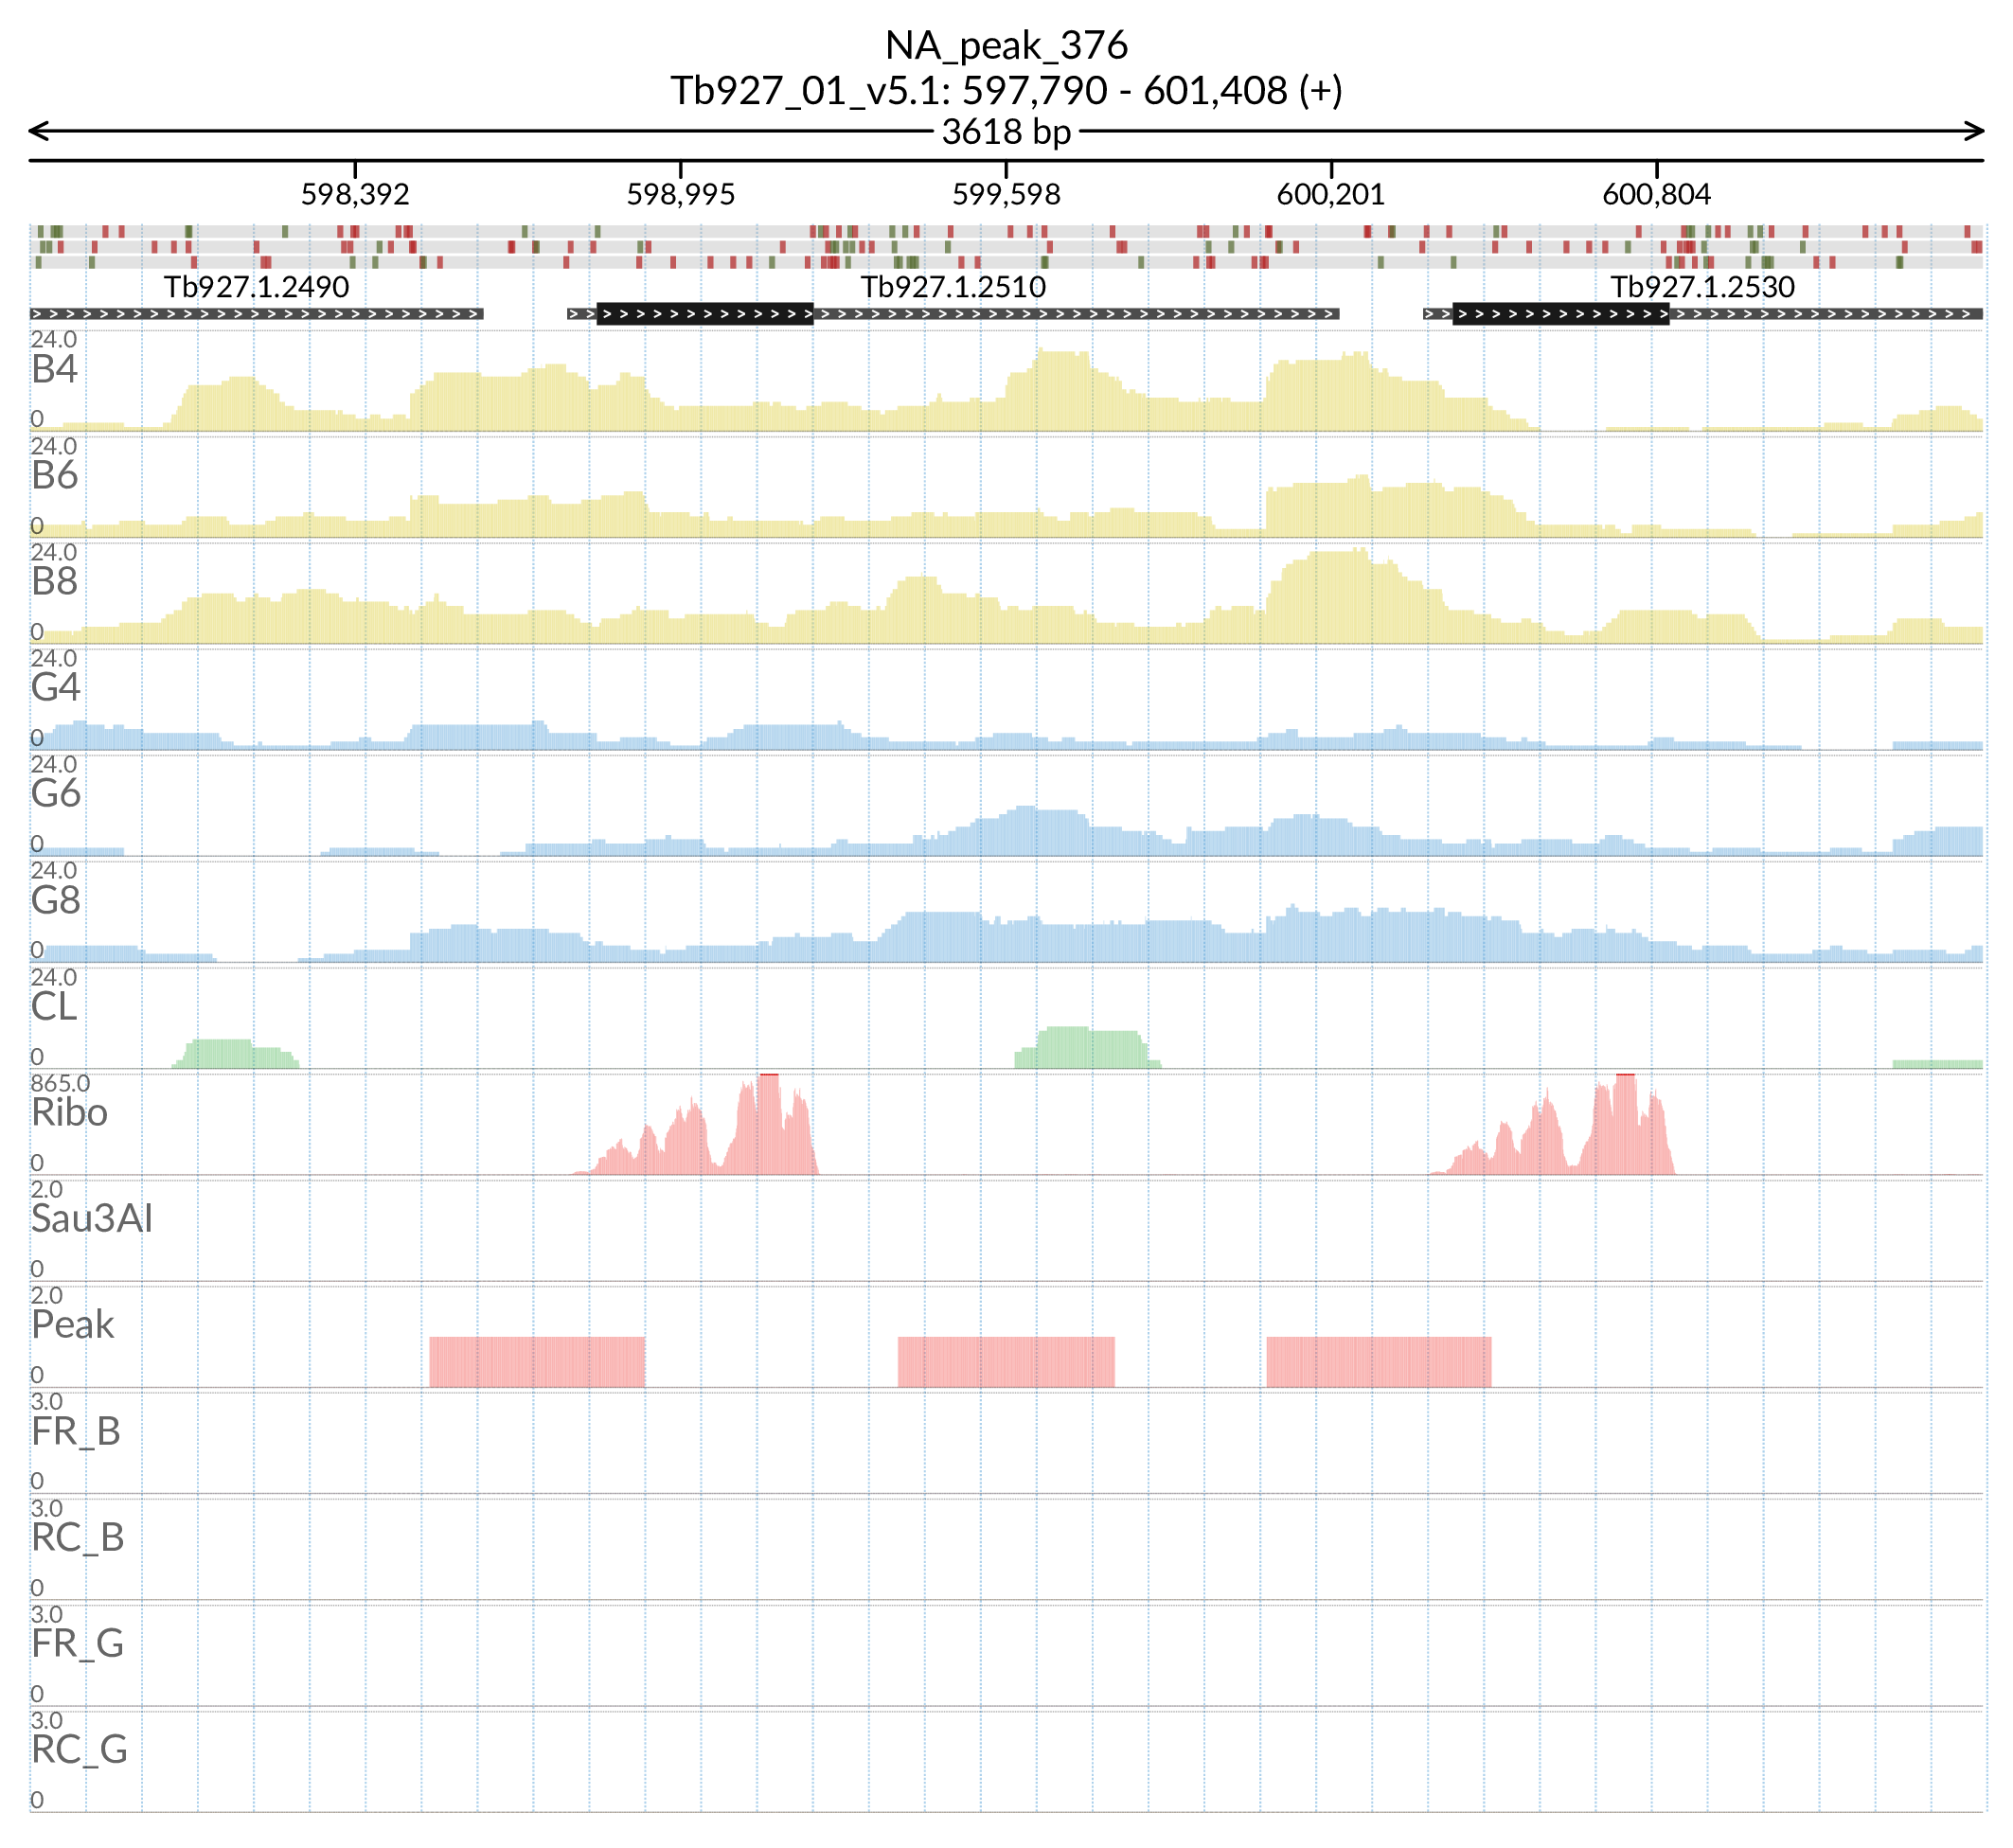 NA_peak_376
Tb927_01_v5.1: 597,790 - 601,408 (+)
3618 bp
598,392 598,995 599,598 600,201 600,804
Tb927.1.2490 Tb927.1.2510 Tb927.1.2530
24.0
B4
0
24.0
B6
0
24.0
B8
0
24.0
G4
0
24.0
G6
0
24.0
G8
0
24.0
CL
0
865.0
Ribo
0
2.0
Sau3AI
0
2.0
Peak
0
3.0
FR_B
0
3.0
RC_B
0
3.0
FR_G
0
3.0
RC_G
0